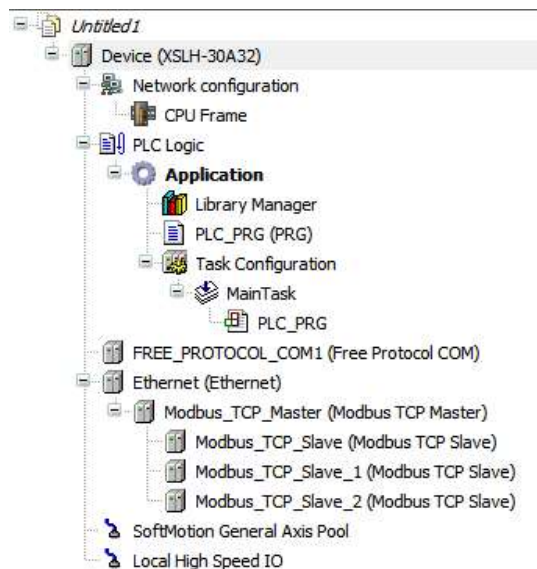 Untitled1
Device (XSLH-30A32)
Network configuration
CPU Frame
PLC Logic
Application
Library Manager
PLC_PRG (PRG)
Task Configuration
MainTask
PLC_PRG
FREE_PROTOCOL_COM1 (Free Protocol COM)
Ethernet (Ethernet)
Modbus_TCP_Master (Modbus TCP Master)
Modbus_TCP_Slave (Modbus TCP Slave)
Modbus_TCP_Slave_1 (Modbus TCP Slave)
Modbus_TCP_Slave_2 (Modbus TCP Slave)
SoftMotion General Axis Pool
Local High Speed IO